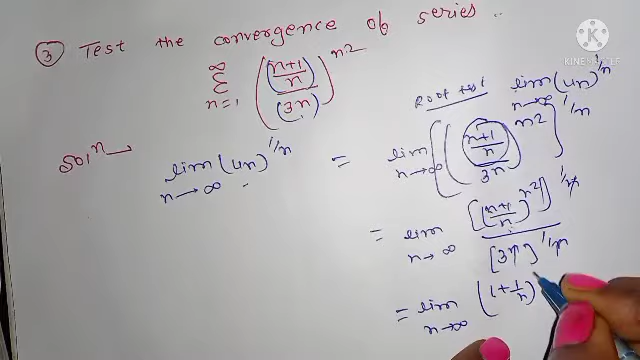 ③ Test the convergence of series.
∞
Σ ( ((n+1)/n) / (3n) )^n2
n=1
Root test lim (un)^1/n
n→∞
Solⁿ → lim (un)^1/n = lim { ( ((n+1)/n)^n2 / 3n ) }^1/n
n→∞ n→∞
= lim [ ((n+1)/n)^n2 ]^1/n / [3n]^1/n
n→∞
= lim (1+1/n)
n→∞
KINEMASTER